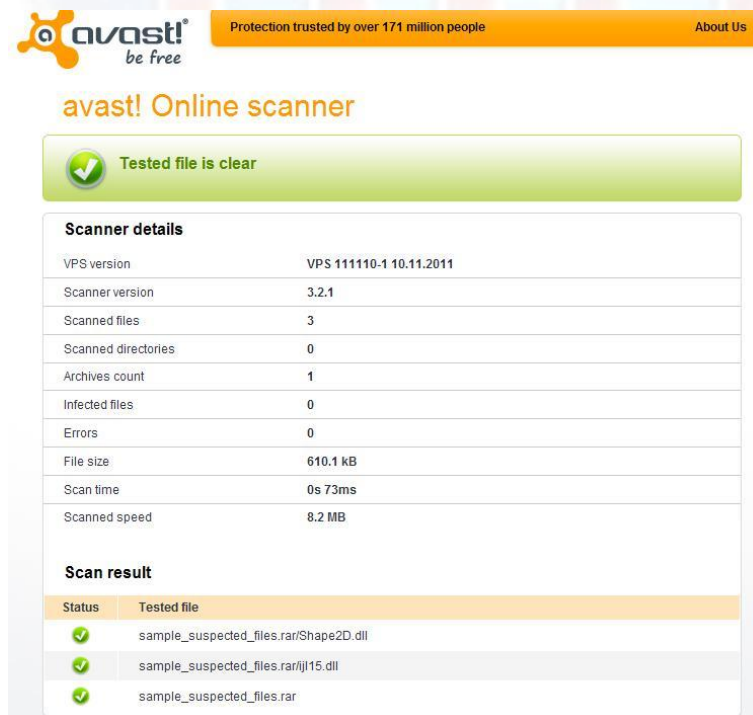 avast!
be free
Protection trusted by over 171 million people
About Us
avast! Online scanner
Tested file is clear
Scanner details
VPS version VPS 111110-1 10.11.2011
Scanner version 3.2.1
Scanned files 3
Scanned directories 0
Archives count 1
Infected files 0
Errors 0
File size 610.1 kB
Scan time 0s 73ms
Scanned speed 8.2 MB
Scan result
Status Tested file
sample_suspected_files.rar/Shape2D.dll
sample_suspected_files.rar/ijl15.dll
sample_suspected_files.rar